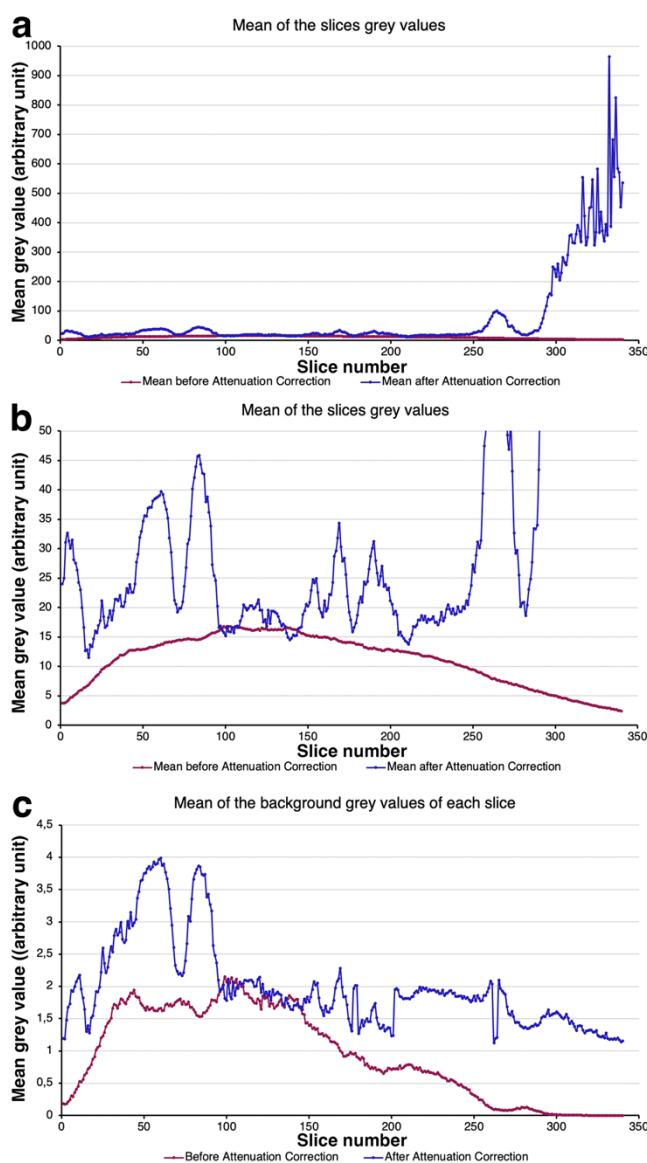 a
Mean of the slices grey values
Mean grey value (arbitrary unit)
1000
900
800
700
600
500
400
300
200
100
0
0 50 100 150 200 250 300 350
Slice number
Mean before Attenuation Correction Mean after Attenuation Correction
b
Mean of the slices grey values
Mean grey value (arbitrary unit)
50
45
40
35
30
25
20
15
10
5
0
0 50 100 150 200 250 300 350
Slice number
Mean before Attenuation Correction Mean after Attenuation Correction
c
Mean of the background grey values of each slice
Mean grey value ((arbitrary unit)
4,5
4
3,5
3
2,5
2
1,5
1
0,5
0
0 50 100 150 200 250 300 350
Slice number
Before Attenuation Correction After Attenuation Correction